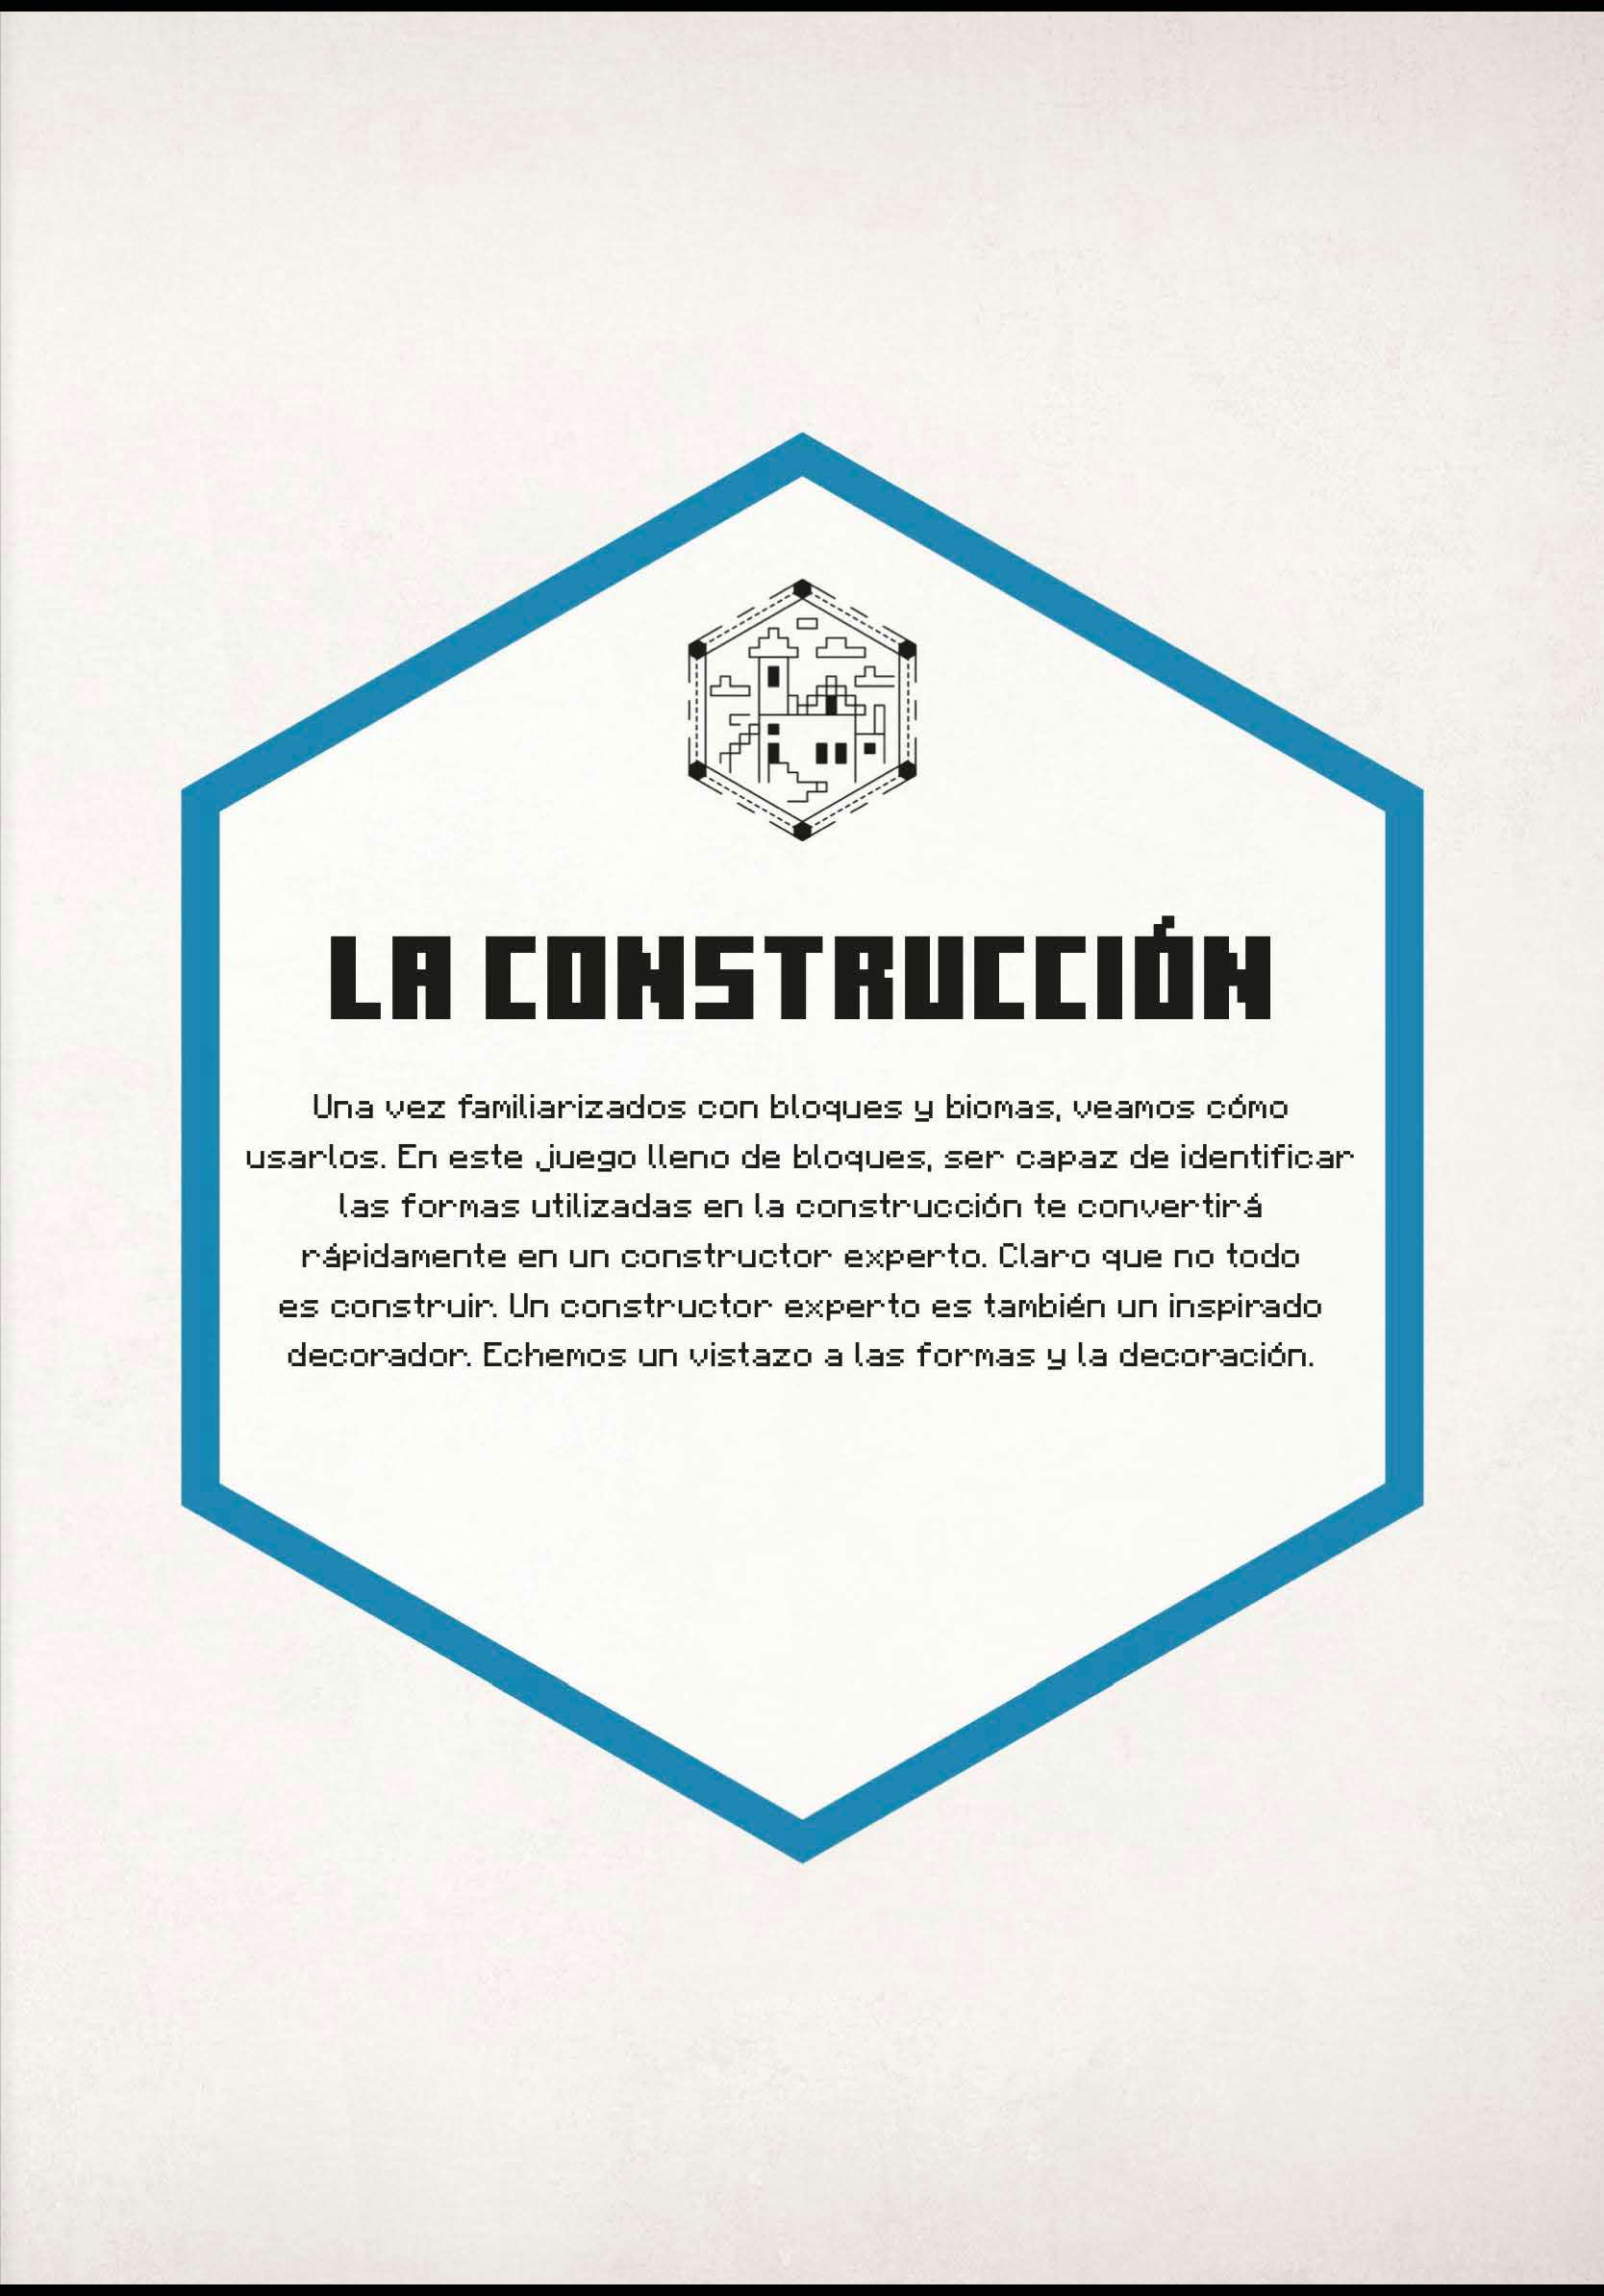 LA CONSTRUCCIÓN
Una vez familiarizados con bloques y biomas, veamos cómo
usarlos. En este juego lleno de bloques, ser capaz de identificar
las formas utilizadas en la construcción te convertirá
rápidamente en un constructor experto. Claro que no todo
es construir. Un constructor experto es también un inspirado
decorador. Echemos un vistazo a las formas y la decoración.